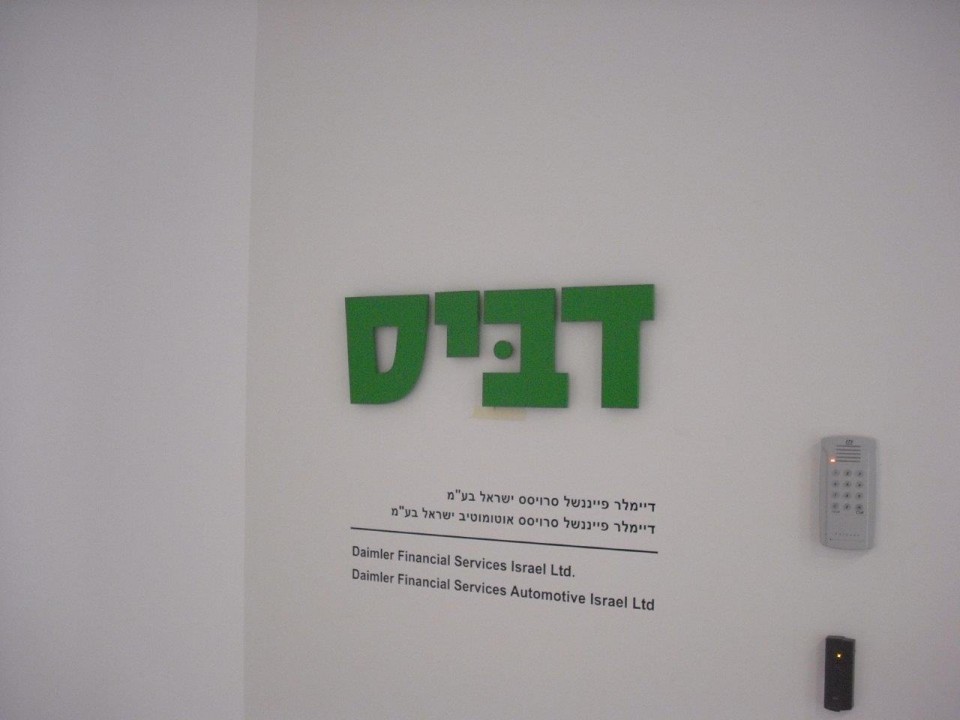 דביס
דיימלר פייננשל סרויסס ישראל בע"מ
דיימלר פייננשל סרויסס אוטומוטיב ישראל בע"מ
Daimler Financial Services Israel Ltd.
Daimler Financial Services Automotive Israel Ltd